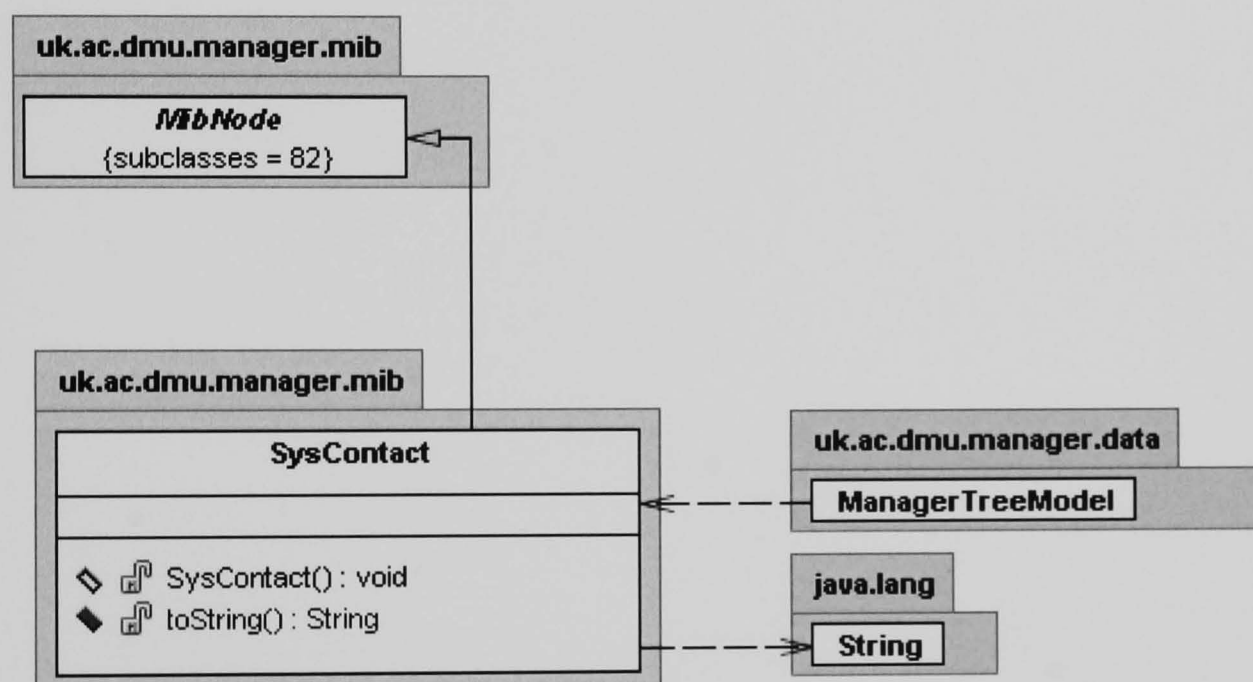 uk.ac.dmu.manager.mib
MibNode
{subclasses = 82}
uk.ac.dmu.manager.mib
SysContact
SysContact() : void
toString() : String
uk.ac.dmu.manager.data
ManagerTreeModel
java.lang
String